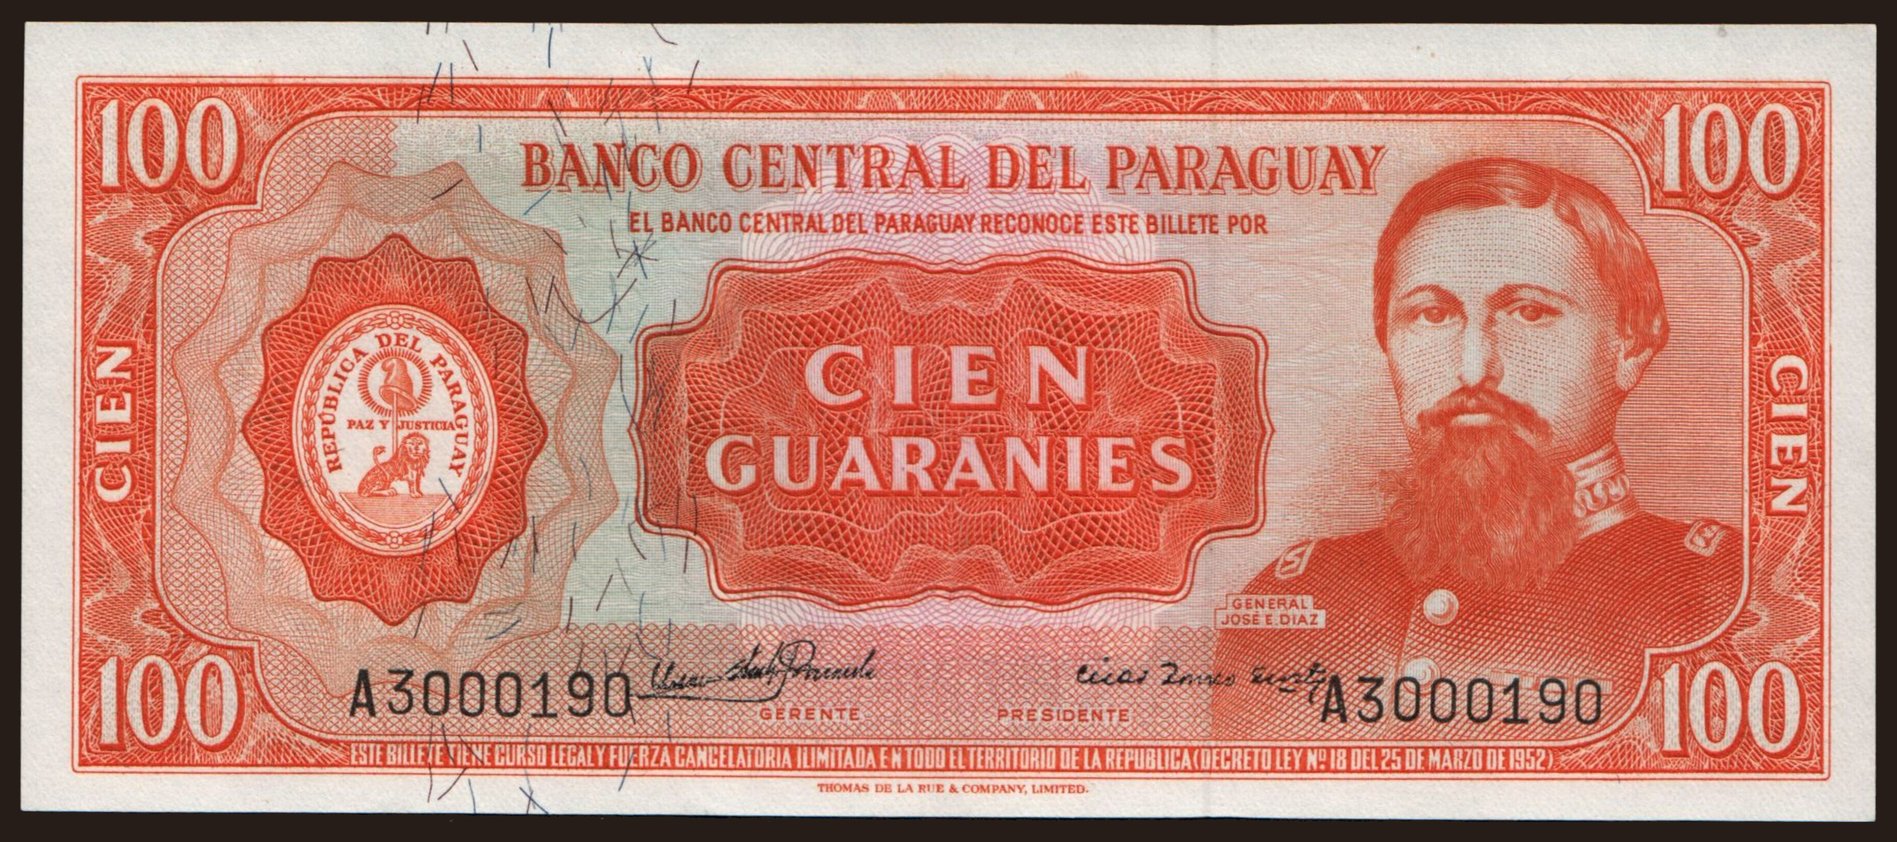 100
100
BANCO CENTRAL DEL PARAGUAY
EL BANCO CENTRAL DEL PARAGUAY RECONOCE ESTE BILLETE POR
REPÚBLICA DEL PARAGUAY
PAZ Y JUSTICIA
CIEN
CIEN
GUARANIES
CIEN
GENERAL
JOSÉ E. DIAZ
A3000190
A3000190
GERENTE
PRESIDENTE
100
100
ESTE BILLETE TIENE CURSO LEGAL Y FUERZA CANCELATORIA ILIMITADA EN TODO EL TERRITORIO DE LA REPUBLICA (DECRETO LEY Nº 18 DEL 25 DE MARZO DE 1952)
THOMAS DE LA RUE & COMPANY, LIMITED.